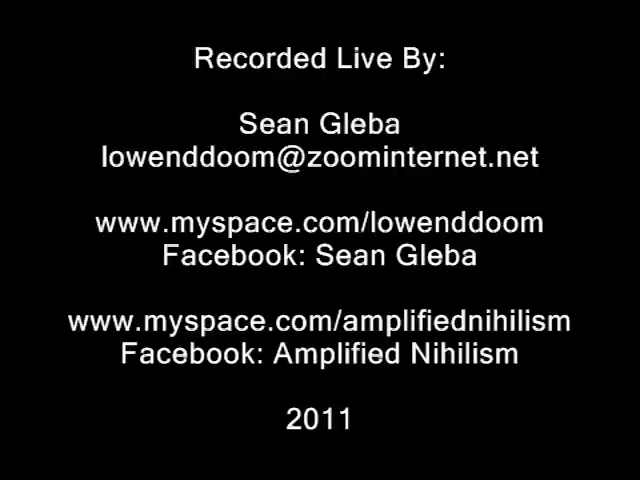 Recorded Live By:
Sean Gleba
lowenddoom@zoominternet.net
www.myspace.com/lowenddoom
Facebook: Sean Gleba
www.myspace.com/amplifiednihilism
Facebook: Amplified Nihilism
2011